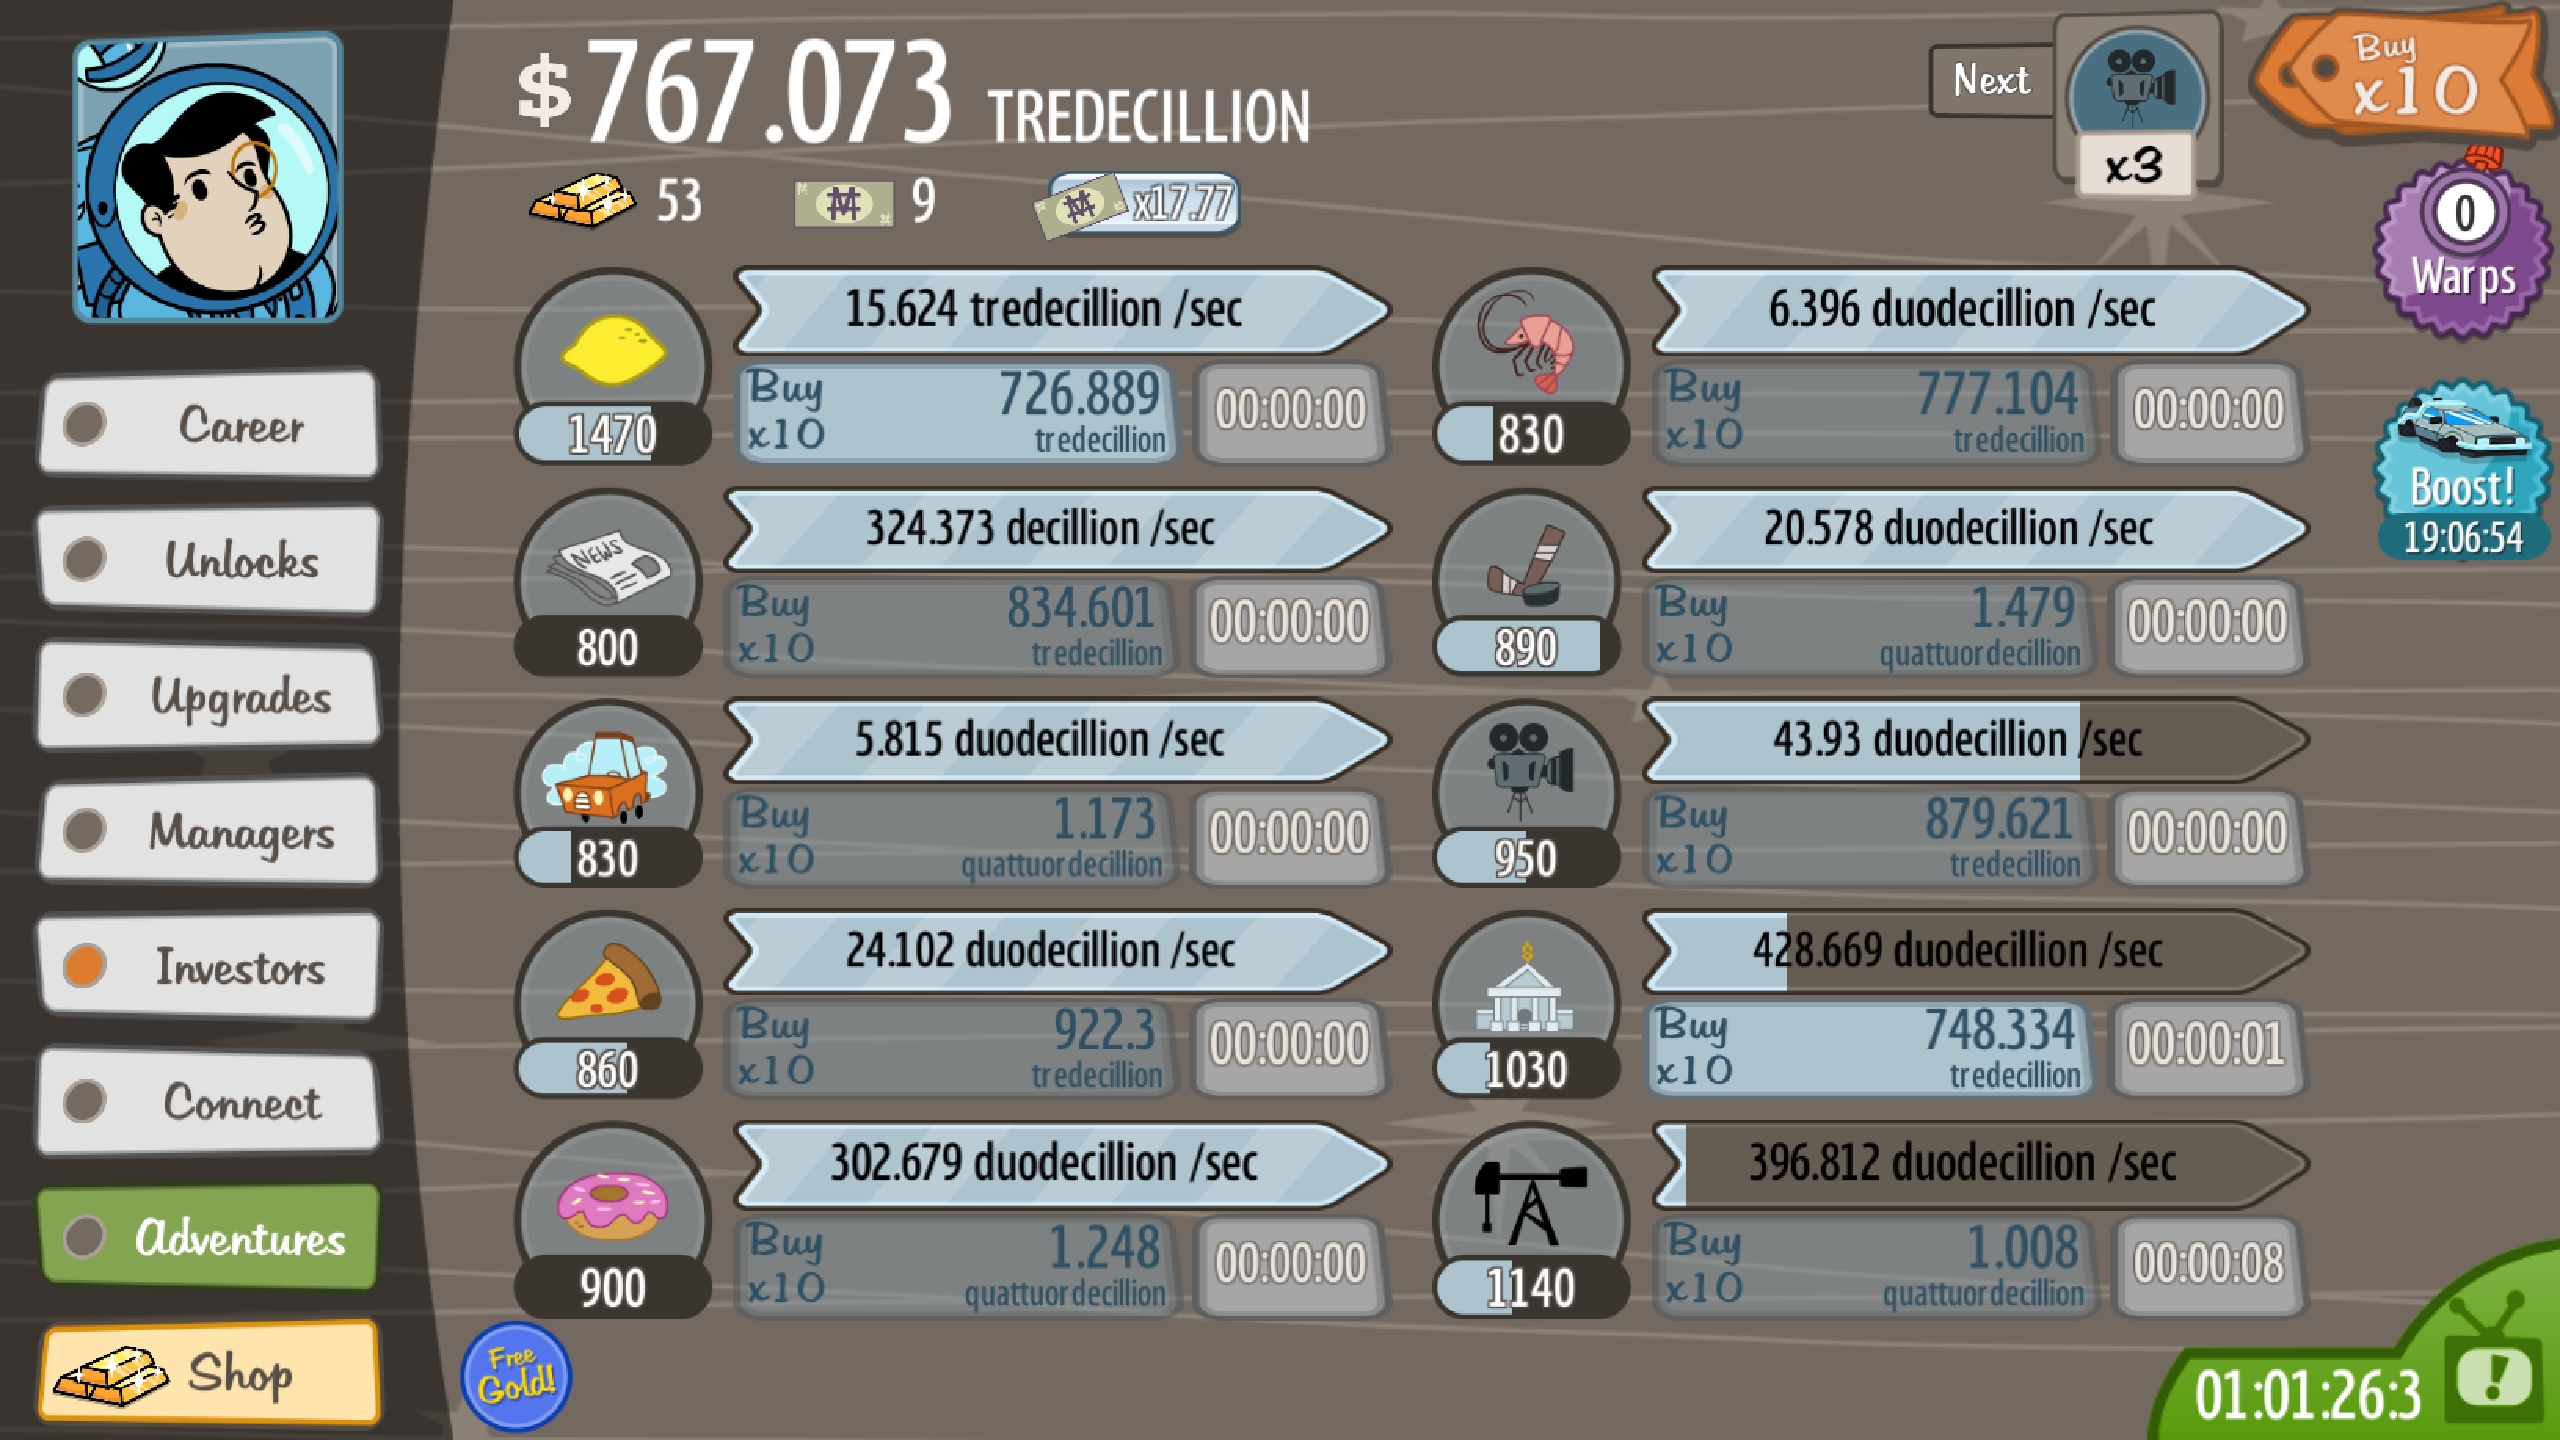 $767.073 TREDECILLION
53
9
x17.77
Next
x3
Buy
x10
0
Warps
Boost!
19:06:54
Career
Unlocks
Upgrades
Managers
Investors
Connect
Adventures
Shop
15.624 tredecillion /sec
1470
Buy
x10
726.889
tredecillion
00:00:00
NEWS
324.373 decillion /sec
800
Buy
x10
834.601
tredecillion
00:00:00
5.815 duodecillion /sec
830
Buy
x10
1.173
quattuordecillion
00:00:00
24.102 duodecillion /sec
860
Buy
x10
922.3
tredecillion
00:00:00
302.679 duodecillion /sec
900
Buy
x10
1.248
quattuordecillion
00:00:00
6.396 duodecillion /sec
830
Buy
x10
777.104
tredecillion
00:00:00
20.578 duodecillion /sec
890
Buy
x10
1.479
quattuordecillion
00:00:00
43.93 duodecillion /sec
950
Buy
x10
879.621
tredecillion
00:00:00
$
428.669 duodecillion /sec
1030
Buy
x10
748.334
tredecillion
00:00:01
396.812 duodecillion /sec
1140
Buy
x10
1.008
quattuordecillion
00:00:08
Free
Gold!
01:01:26:3
!